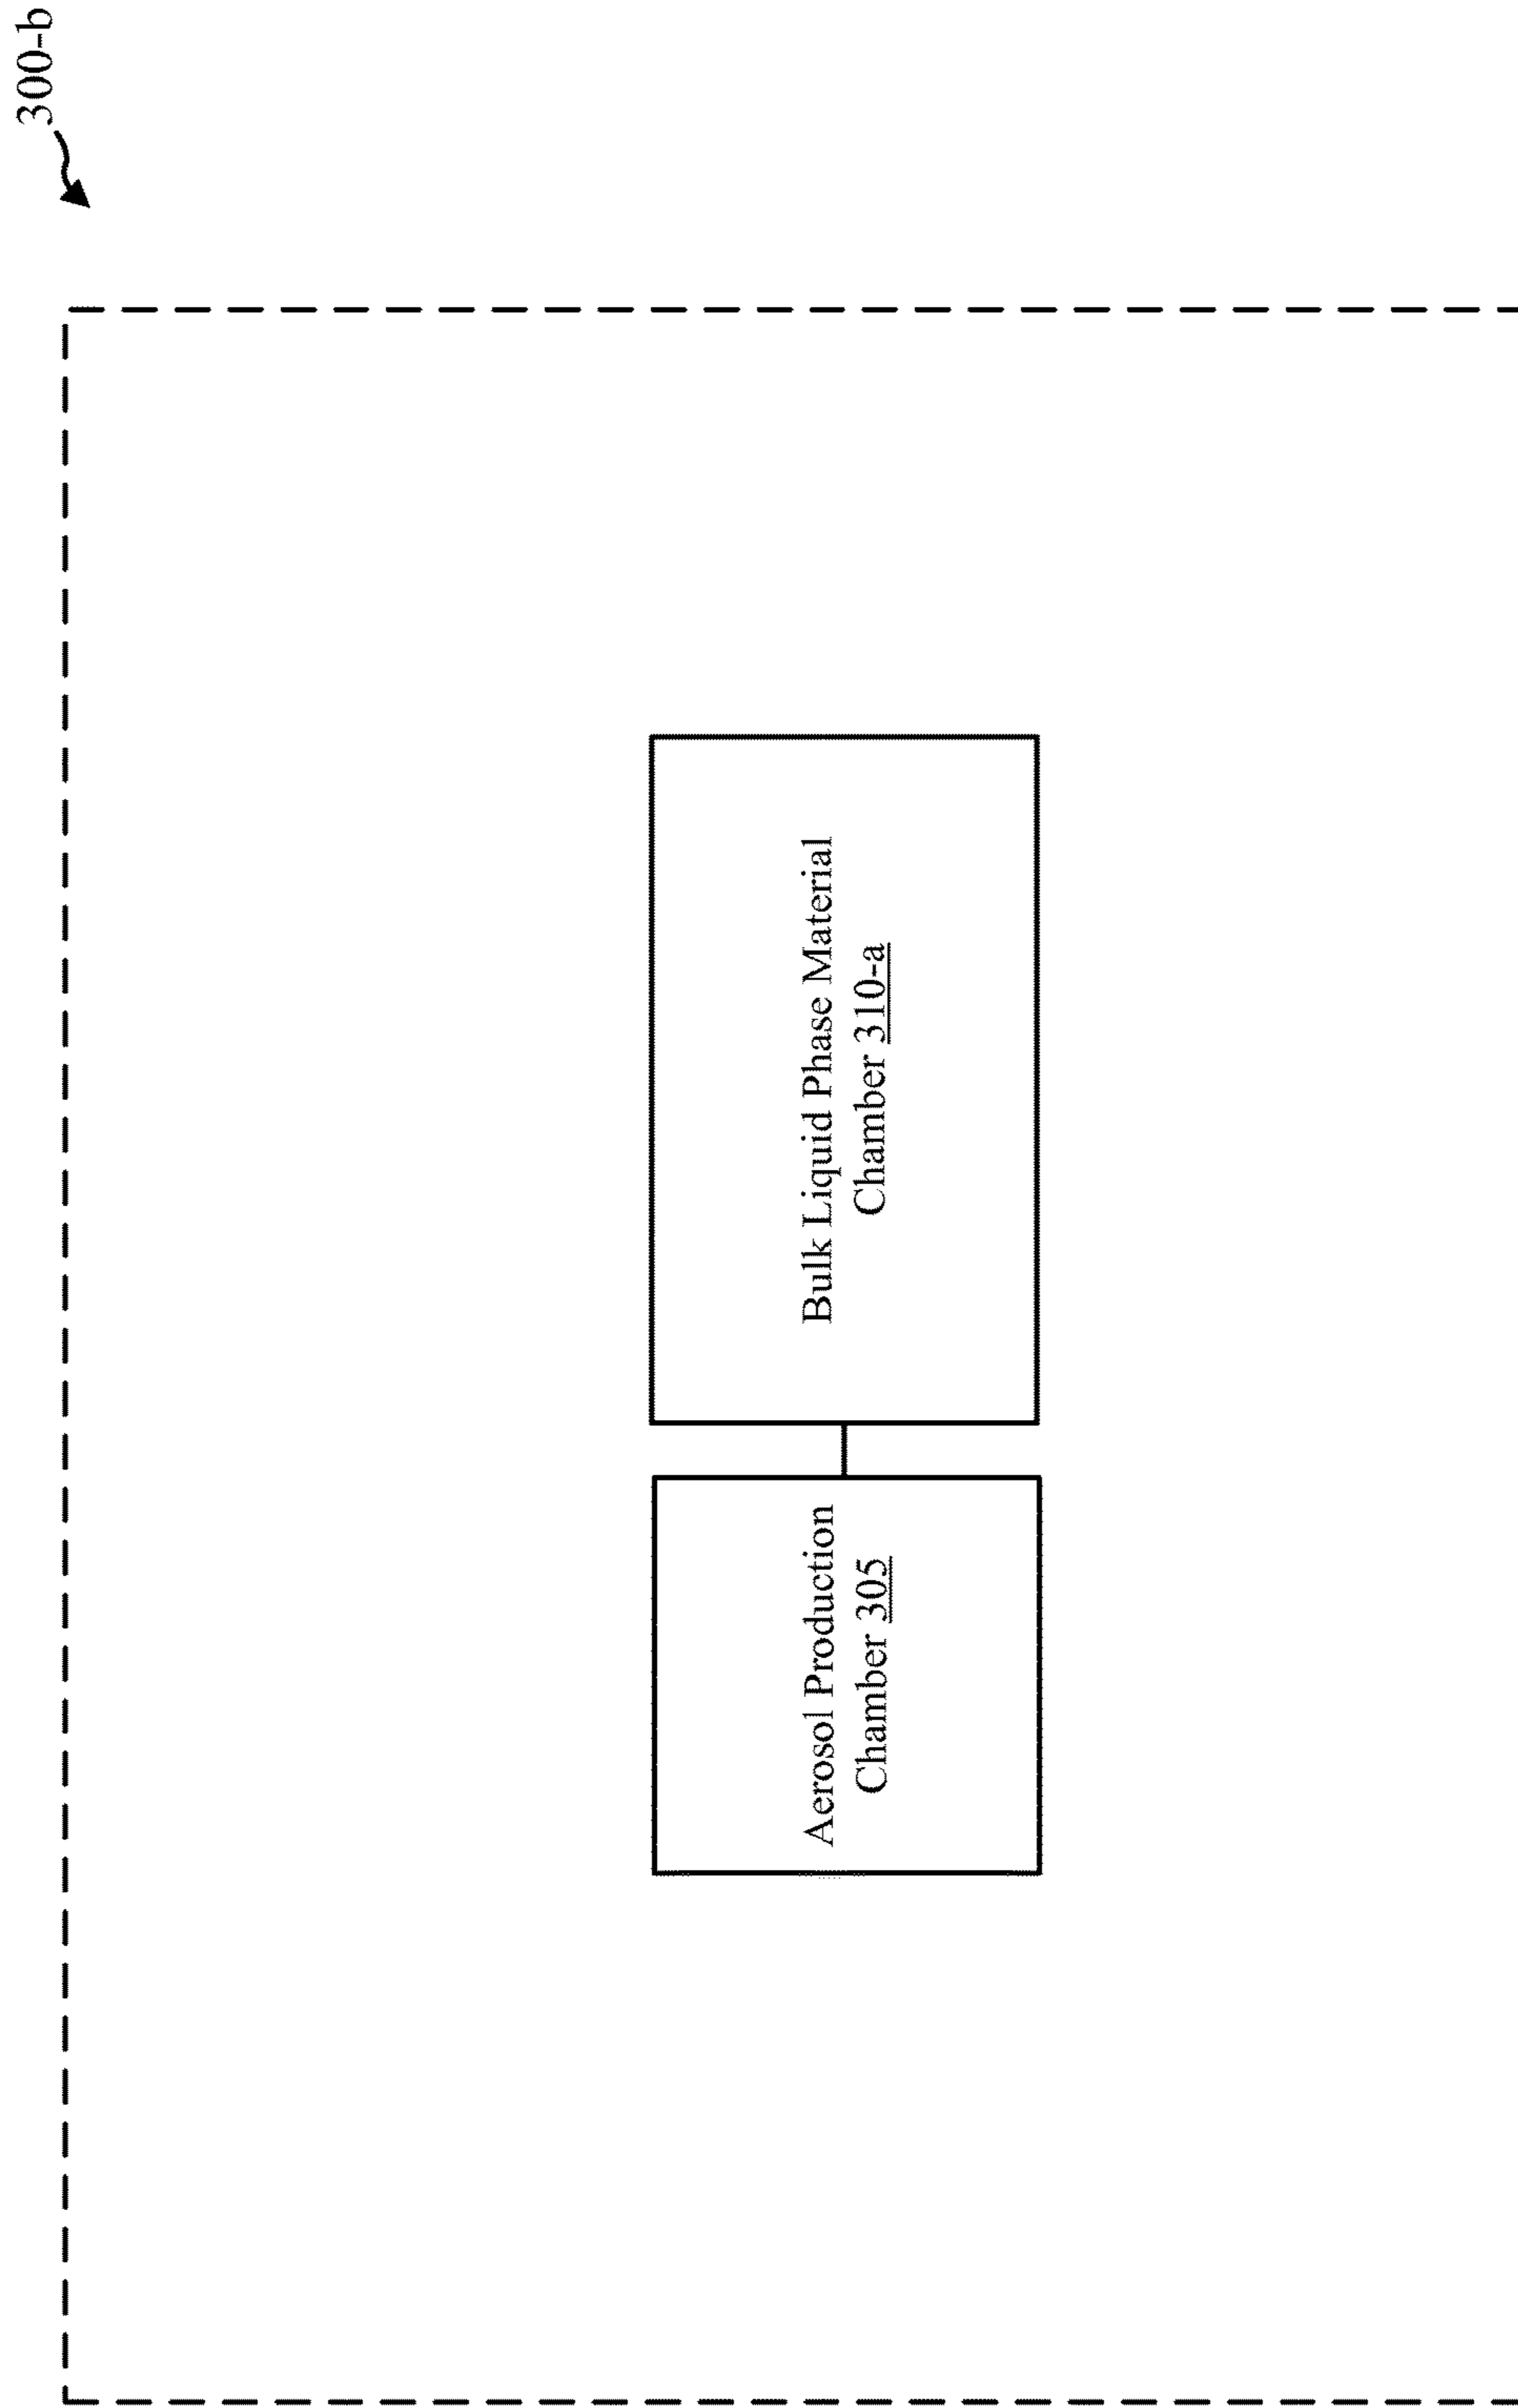 300-b
Aerosol Production
Chamber 305
Bulk Liquid Phase Material
Chamber 310-a